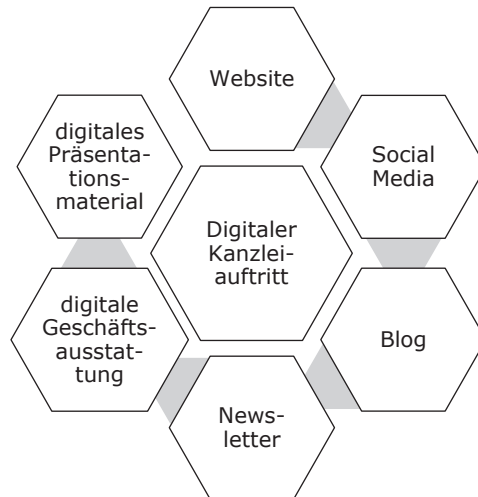 Website
Social
Media
Blog
News-
letter
digitale
Geschäfts-
ausstat-
tung
digitales
Präsenta-
tions-
material
Digitaler
Kanzlei-
auftritt